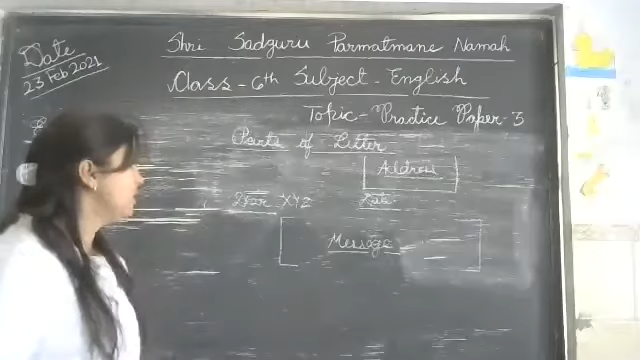 Shri Sadguru Parmatmane Namah
Date
23 Feb 2021
Class - 6th Subject - English
Topic - Practice Paper - 3
Parts of Letter
Address
Dear XYZ
Date
Message